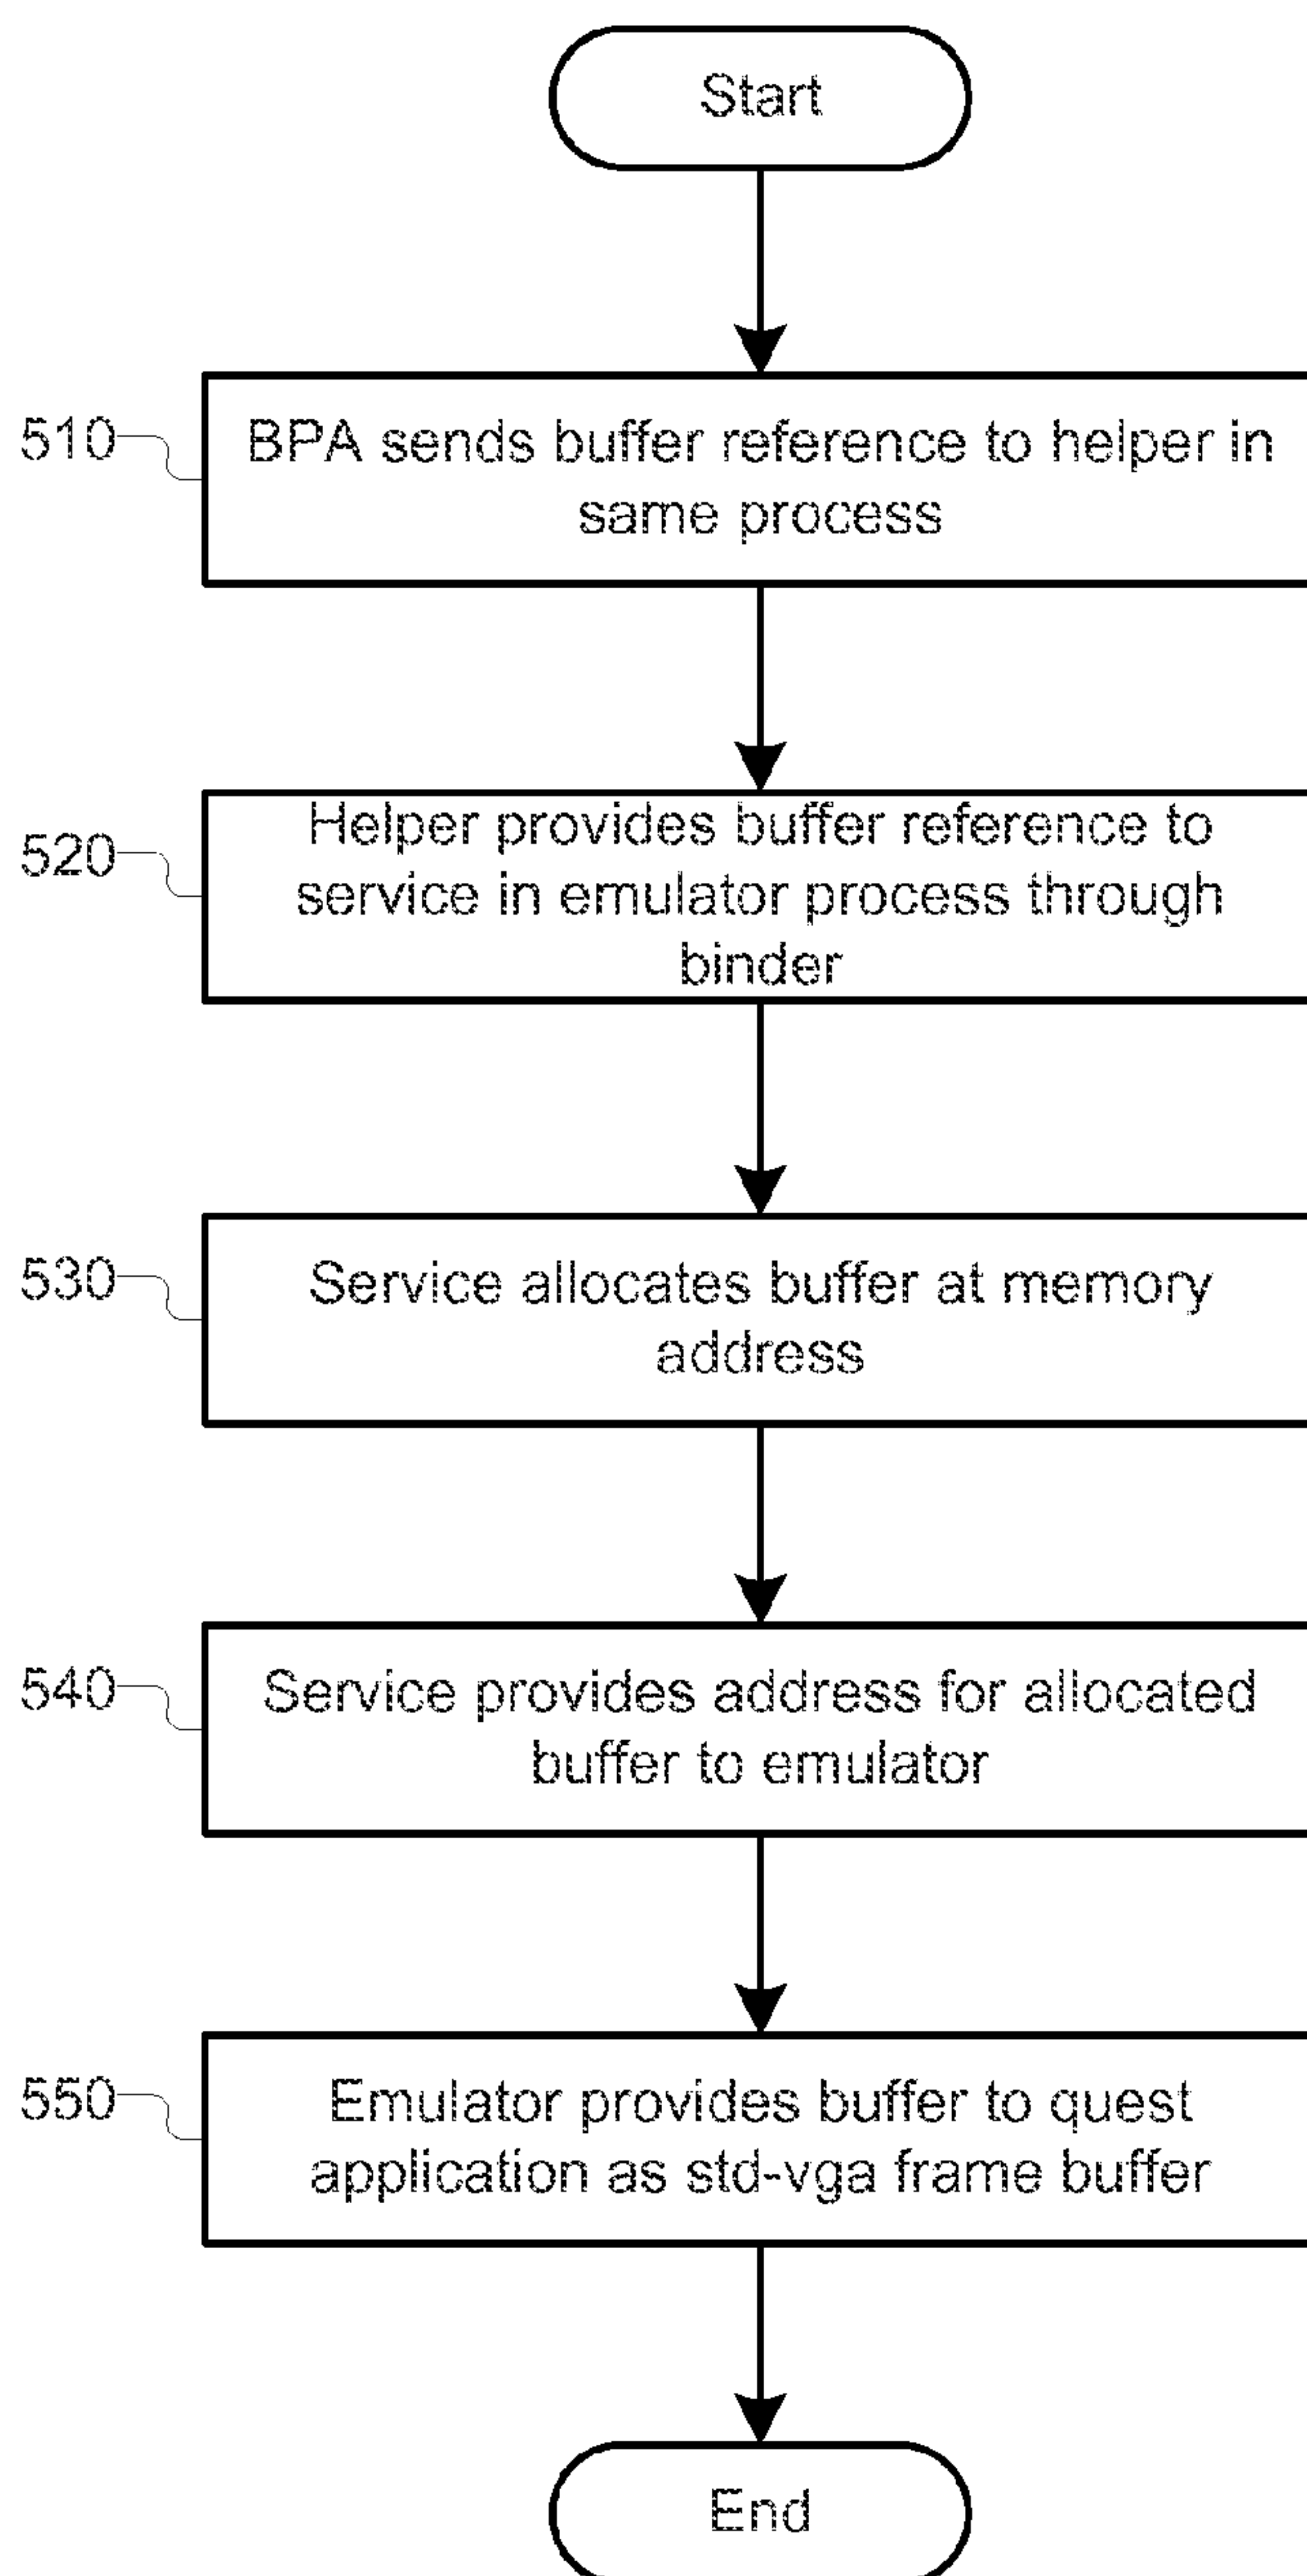 Start
510
BPA sends buffer reference to helper in
same process
520
Helper provides buffer reference to
service in emulator process through
binder
530
Service allocates buffer at memory
address
540
Service provides address for allocated
buffer to emulator
550
Emulator provides buffer to quest
application as std-vga frame buffer
End